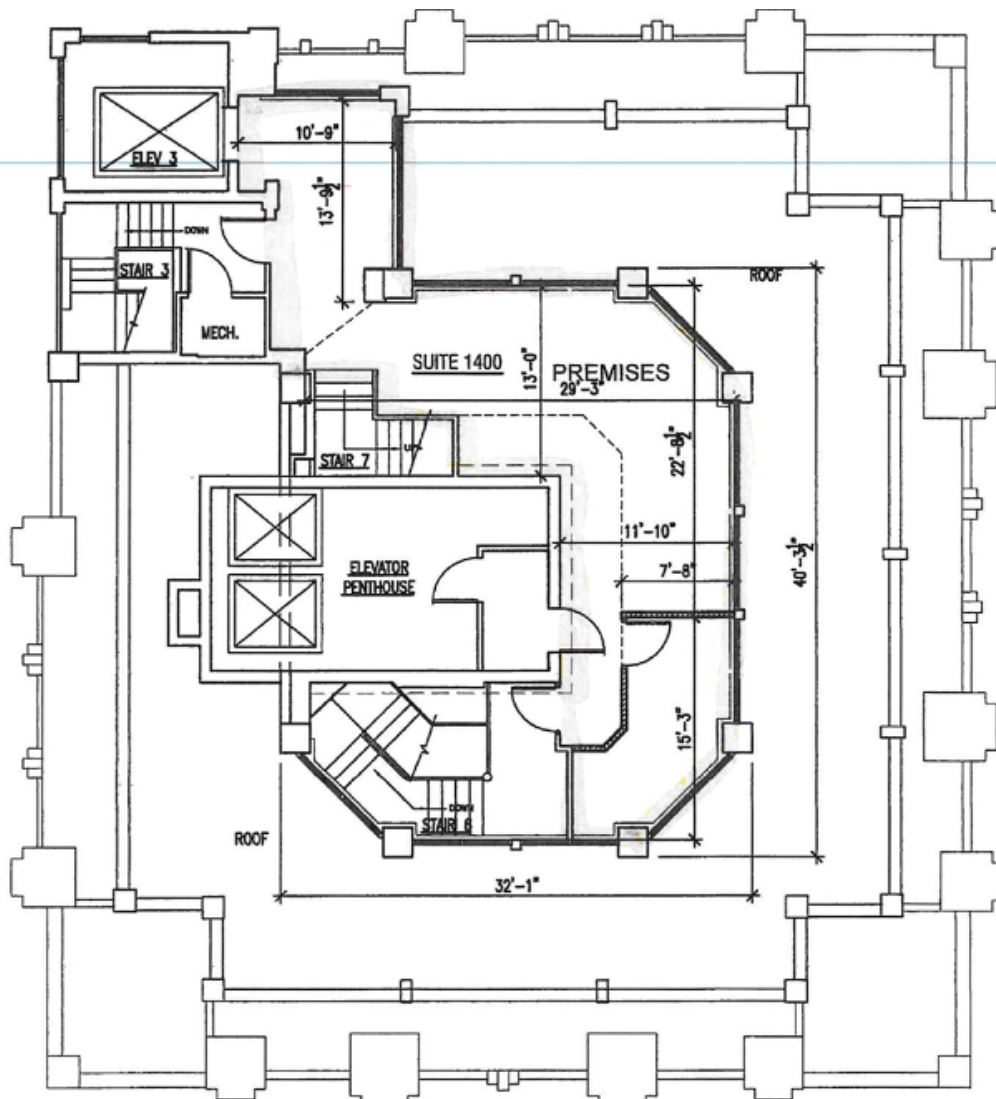 10'-9"
ELEV 3
13'-9½"
DOWN
STAIR 3
ROOF
MECH.
SUITE 1400
PREMISES
13'-0"
29'-3"
22'-8½"
STAIR 7
11'-10"
40'-3½"
ELEVATOR
PENTHOUSE
7'-8"
15'-3"
DOWN
STAIR 6
ROOF
32'-1"